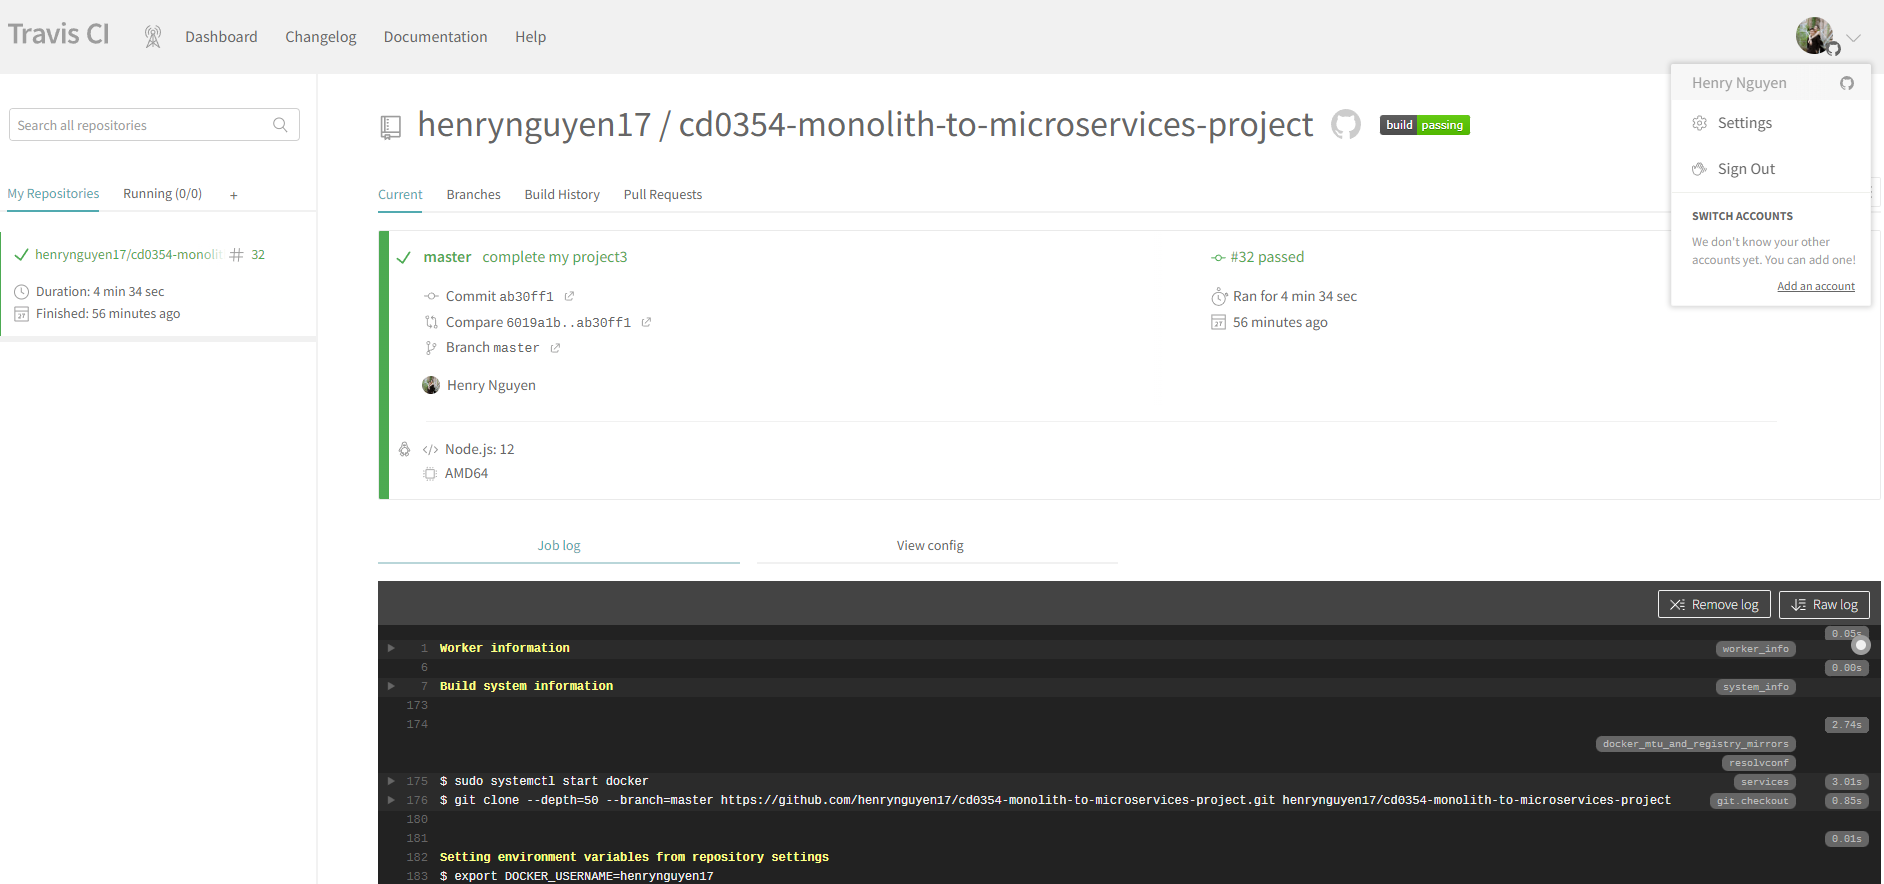 Travis CI
Dashboard
Changelog
Documentation
Help
Henry Nguyen
Settings
Sign Out
SWITCH ACCOUNTS
We don't know your other
accounts yet. You can add one!
Add an account
Search all repositories
My Repositories
Running (0/0)
+
henrynguyen17/cd0354-monolit
# 32
Duration: 4 min 34 sec
Finished: 56 minutes ago
henrynguyen17 / cd0354-monolith-to-microservices-project
build passing
Current
Branches
Build History
Pull Requests
master complete my project3
Commit ab30ff1
Compare 6019a1b..ab30ff1
Branch master
Henry Nguyen
#32 passed
Ran for 4 min 34 sec
56 minutes ago
Node.js: 12
AMD64
Job log
View config
Remove log
Raw log
0.05s
1 Worker information worker_info
6 0.00s
7 Build system information system_info
173
174 2.74s
docker_mtu_and_registry_mirrors
resolvconf
175 $ sudo systemctl start docker services 3.01s
176 $ git clone --depth=50 --branch=master https://github.com/henrynguyen17/cd0354-monolith-to-microservices-project.git henrynguyen17/cd0354-monolith-to-microservices-project git.checkout 0.85s
180
181 0.01s
182 Setting environment variables from repository settings
183 $ export DOCKER_USERNAME=henrynguyen17